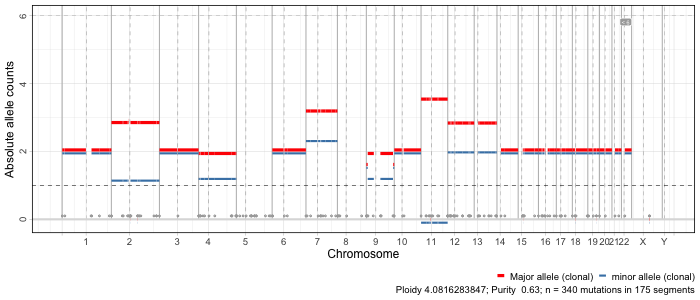 6
4
2
0
Absolute allele counts
1 2 3 4 5 6 7 8 9 10 11 12 13 14 15 16 17 18 19 20 21 22 X Y
Chromosome
Major allele (clonal) minor allele (clonal)
Ploidy 4.0816283847; Purity 0.63; n = 340 mutations in 175 segments